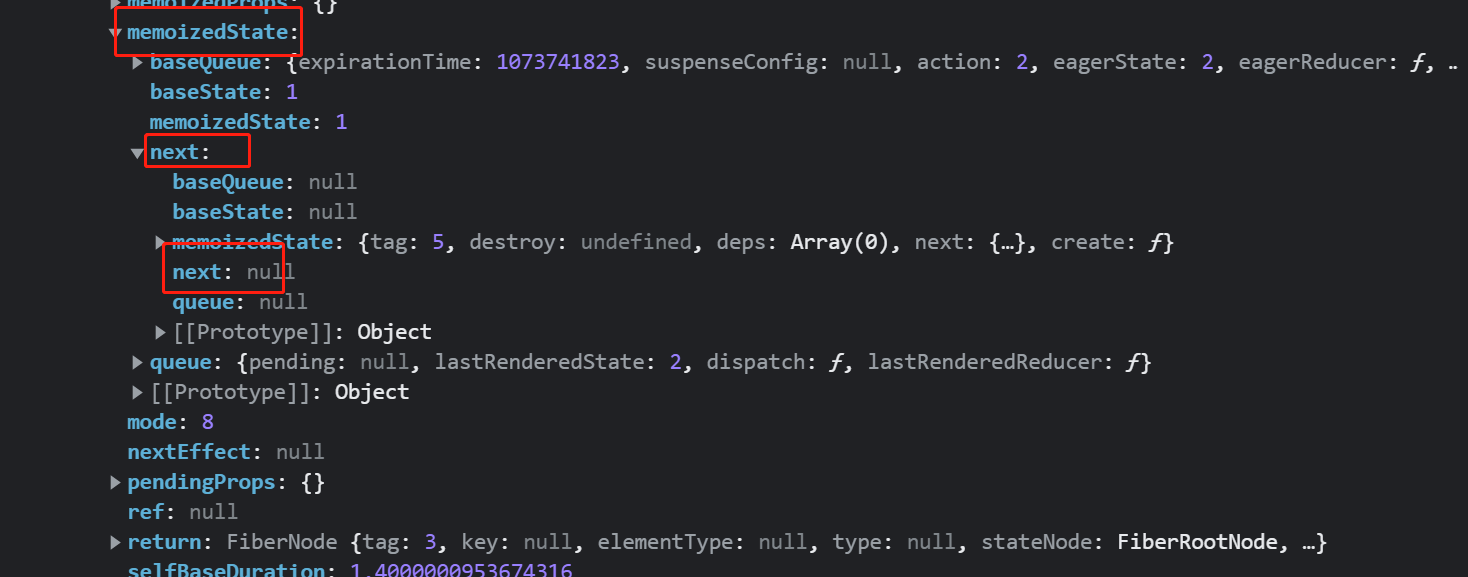 memoizedProps: {}
memoizedState:
baseQueue: {expirationTime: 1073741823, suspenseConfig: null, action: 2, eagerState: 2, eagerReducer: ƒ, …
baseState: 1
memoizedState: 1
next:
baseQueue: null
baseState: null
memoizedState: {tag: 5, destroy: undefined, deps: Array(0), next: {…}, create: ƒ}
next: null
queue: null
[[Prototype]]: Object
queue: {pending: null, lastRenderedState: 2, dispatch: ƒ, lastRenderedReducer: ƒ}
[[Prototype]]: Object
mode: 8
nextEffect: null
pendingProps: {}
ref: null
return: FiberNode {tag: 3, key: null, elementType: null, type: null, stateNode: FiberRootNode, …}
selfBaseDuration: 1.4000000953674316